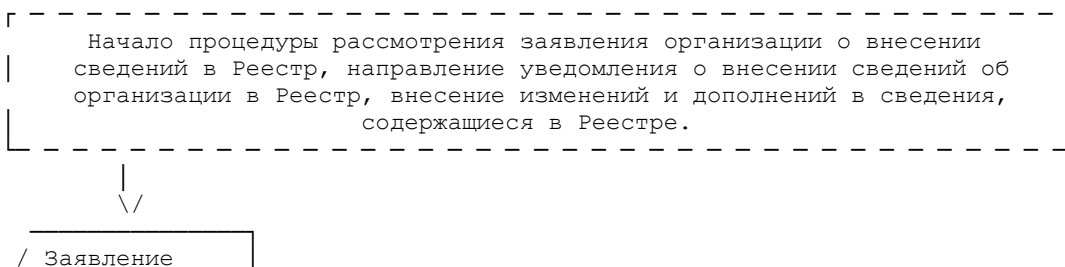 Начало процедуры рассмотрения заявления организации о внесении
сведений в Реестр, направление уведомления о внесении сведений об
организации в Реестр, внесение изменений и дополнений в сведения,
содержащиеся в Реестре.
Заявление